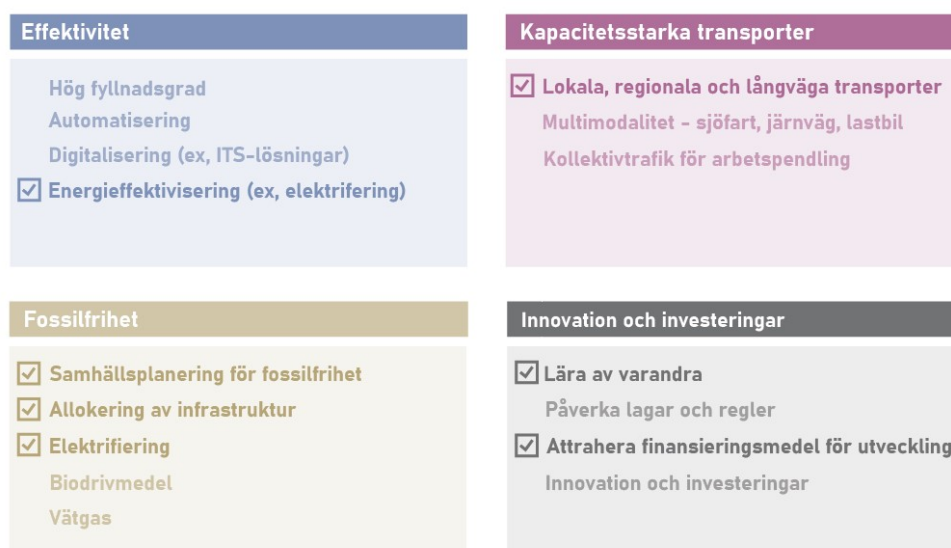 Effektivitet
Hög fyllnadsgrad
Automatisering
Digitalisering (ex, ITS-lösningar)
Energieffektivisering (ex, elektrifering)
Kapacitetsstarka transporter
Lokala, regionala och långväga transporter
Multimodalitet - sjöfart, järnväg, lastbil
Kollektivtrafik för arbetspendling
Fossilfrihet
Samhällsplanering för fossilfrihet
Allokering av infrastruktur
Elektrifiering
Biodrivmedel
Vätgas
Innovation och investeringar
Lära av varandra
Påverka lagar och regler
Attrahera finansieringsmedel för utveckling
Innovation och investeringar